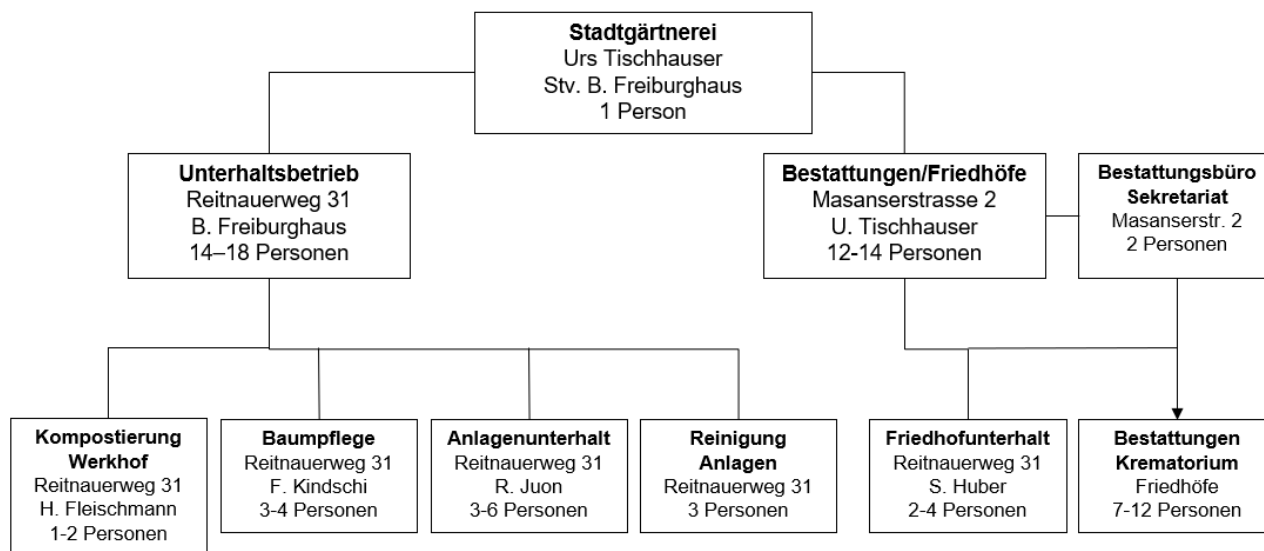 Stadtgärtnerei
Urs Tischhauser
Stv. B. Freiburghaus
1 Person
Unterhaltsbetrieb
Reitnauerweg 31
B. Freiburghaus
14–18 Personen
Bestattungen/Friedhöfe
Masanserstrasse 2
U. Tischhauser
12-14 Personen
Bestattungsbüro
Sekretariat
Masanserstr. 2
2 Personen
Kompostierung
Werkhof
Reitnauerweg 31
H. Fleischmann
1-2 Personen
Baumpflege
Reitnauerweg 31
F. Kindschi
3-4 Personen
Anlagenunterhalt
Reitnauerweg 31
R. Juon
3-6 Personen
Reinigung
Anlagen
Reitnauerweg 31
3 Personen
Friedhofunterhalt
Reitnauerweg 31
S. Huber
2-4 Personen
Bestattungen
Krematorium
Friedhöfe
7-12 Personen